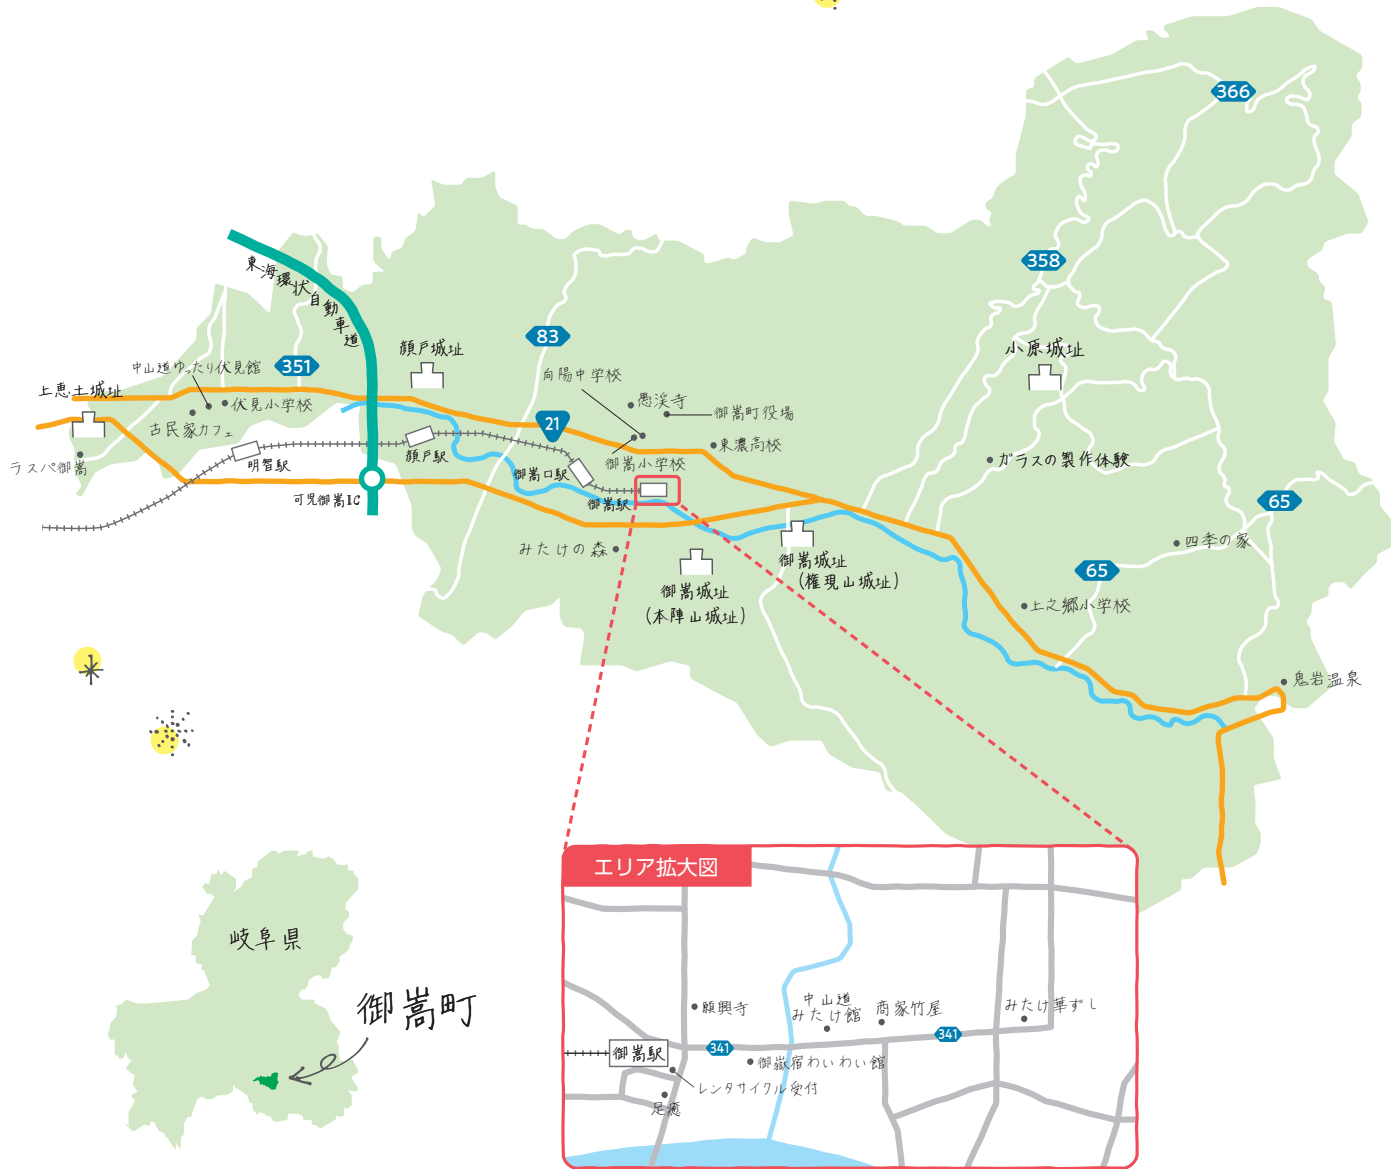 366
358
83
351
21
65
65
東海環状自動車道
顔戸城址
小原城址
中山道ゆったり伏見館
上恵土城址
伏見小学校
古民家カフェ
ラスパ御嵩
明智駅
顔戸駅
可児御嵩IC
向陽中学校
愚渓寺
御嵩町役場
東濃高校
御嵩小学校
御嵩口駅
御嵩駅
ガラスの製作体験
みたけの森
御嵩城址
(本陣山城址)
御嵩城址
(権現山城址)
四季の家
上之郷小学校
鬼岩温泉
岐阜県
御嵩町
エリア拡大図
願興寺
中山道
みたけ館
商家竹屋
みたけ華ずし
341
341
御嵩駅
御嶽宿わいわい館
レンタサイクル受付
足癒